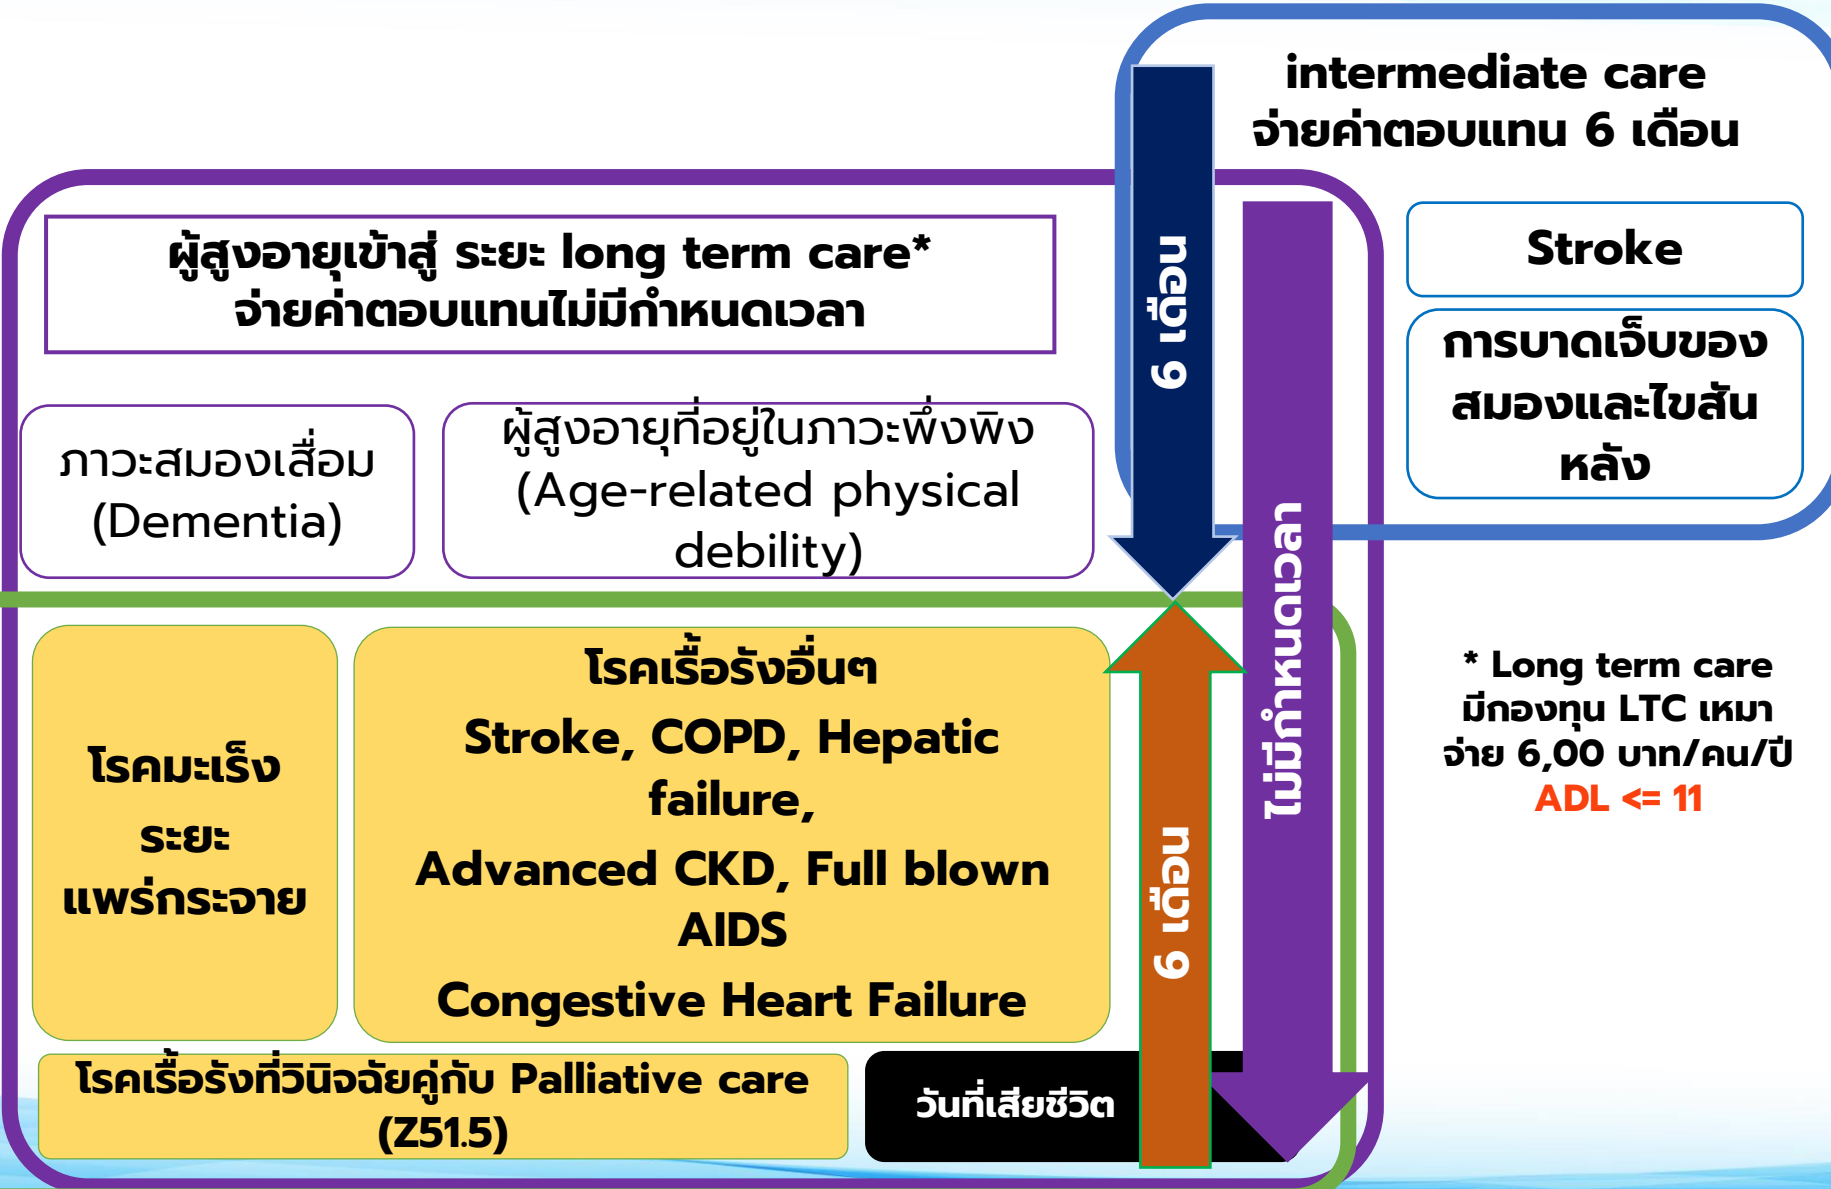 intermediate care
จ่ายค่าตอบแทน 6 เดือน
ผู้สูงอายุเข้าสู่ ระยะ long term care*
จ่ายค่าตอบแทนไม่มีกำหนดเวลา
6 เดือน
Stroke
การบาดเจ็บของ
สมองและไขสัน
หลัง
ภาวะสมองเสื่อม
(Dementia)
ผู้สูงอายุที่อยู่ในภาวะพึ่งพิง
(Age-related physical
debility)
ไม่มีกำหนดเวลา
โรคมะเร็ง
ระยะ
แพร่กระจาย
โรคเรื้อรังอื่นๆ
Stroke, COPD, Hepatic
failure,
Advanced CKD, Full blown
AIDS
Congestive Heart Failure
6 เดือน
* Long term care
มีกองทุน LTC เหมา
จ่าย 6,00 บาท/คน/ปี
ADL <= 11
โรคเรื้อรังที่วินิจฉัยคู่กับ Palliative care
(Z51.5)
วันที่เสียชีวิต